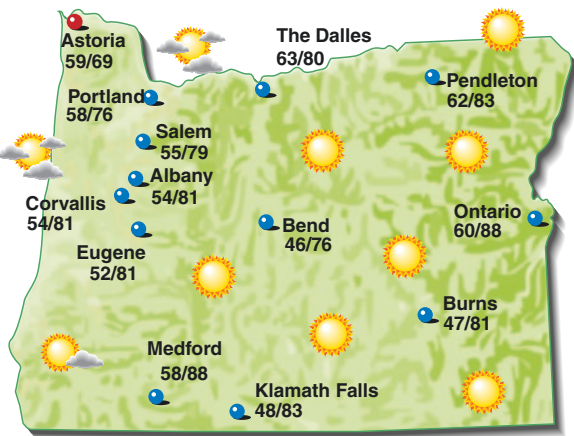 Astoria
59/69
The Dalles
63/80
Pendleton
62/83
Portland
58/76
Salem
55/79
Albany
54/81
Corvallis
54/81
Eugene
52/81
Bend
46/76
Ontario
60/88
Burns
47/81
Medford
58/88
Klamath Falls
48/83